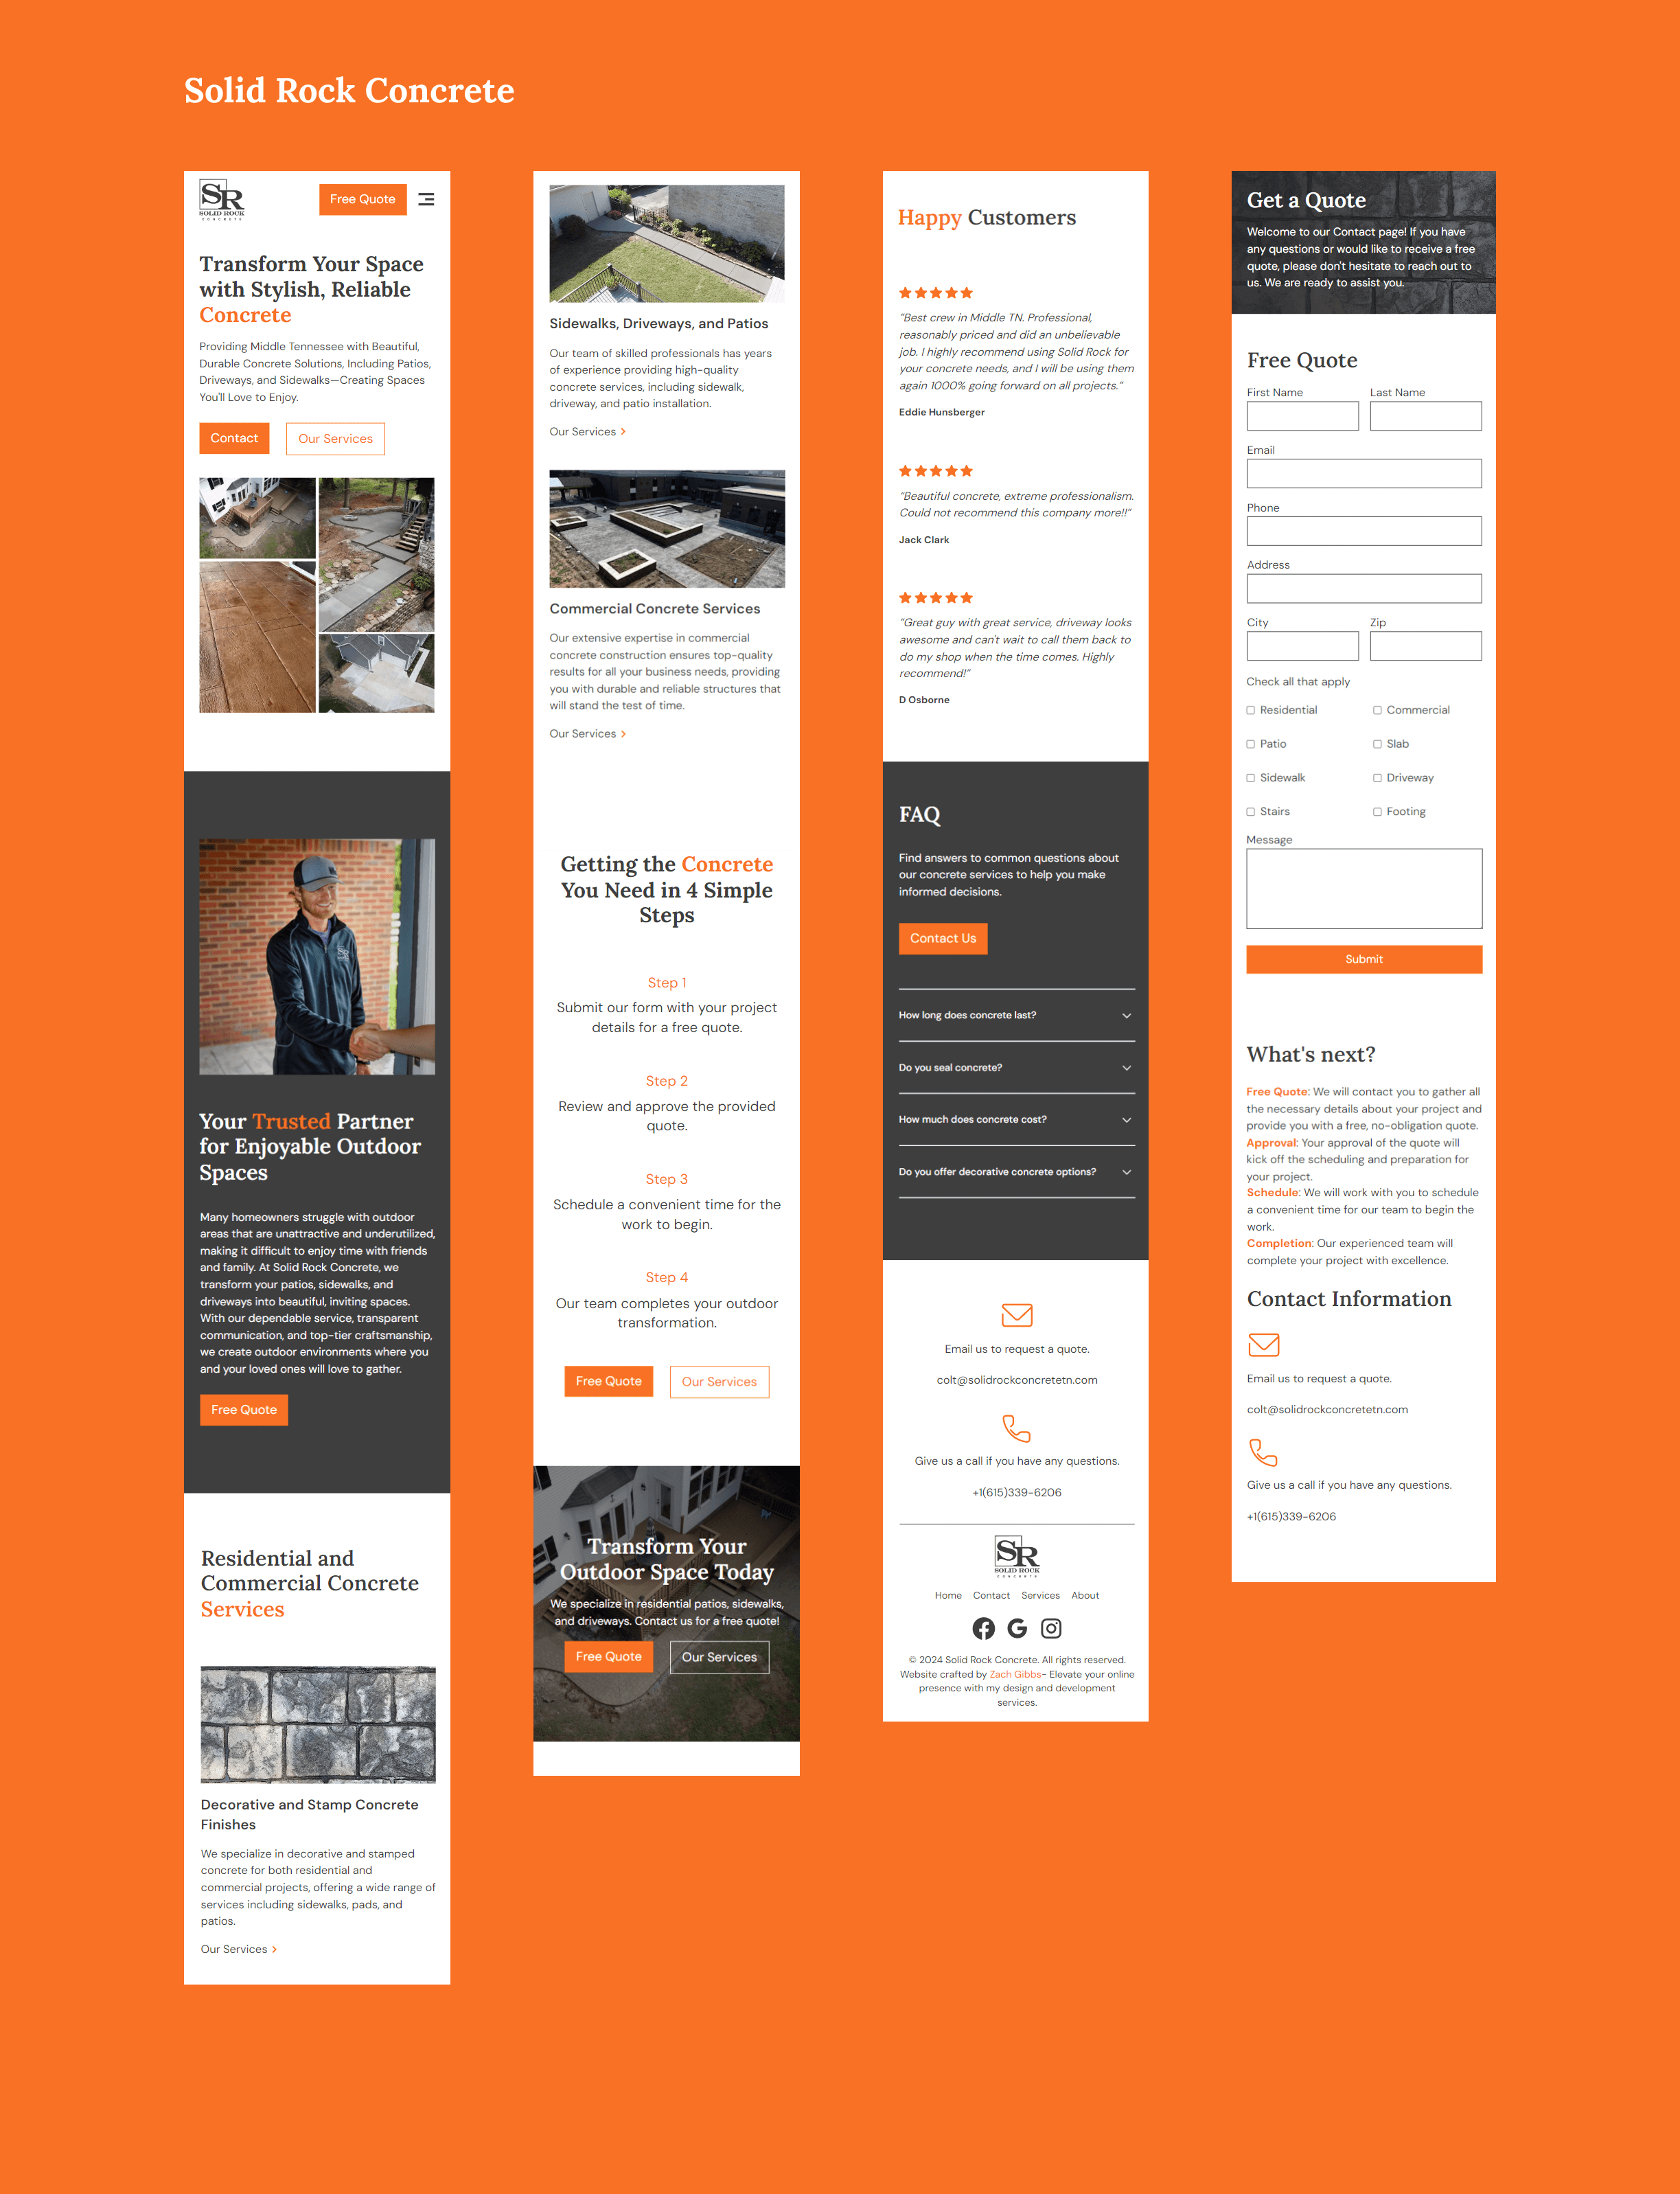 Solid Rock Concrete
SR
SOLID ROCK
CONCRETE
Free Quote
Transform Your Space
with Stylish, Reliable
Concrete
Providing Middle Tennessee with Beautiful,
Durable Concrete Solutions, Including Patios,
Driveways, and Sidewalks—Creating Spaces
You'll Love to Enjoy.
Contact
Our Services
Your Trusted Partner
for Enjoyable Outdoor
Spaces
Many homeowners struggle with outdoor
areas that are unattractive and underutilized,
making it difficult to enjoy time with friends
and family. At Solid Rock Concrete, we
transform your patios, sidewalks, and
driveways into beautiful, inviting spaces.
With our dependable service, transparent
communication, and top-tier craftsmanship,
we create outdoor environments where you
and your loved ones will love to gather.
Free Quote
Residential and
Commercial Concrete
Services
Decorative and Stamp Concrete
Finishes
We specialize in decorative and stamped
concrete for both residential and
commercial projects, offering a wide range of
services including sidewalks, pads, and
patios.
Our Services
Sidewalks, Driveways, and Patios
Our team of skilled professionals has years
of experience providing high-quality
concrete services, including sidewalk,
driveway, and patio installation.
Our Services
Commercial Concrete Services
Our extensive expertise in commercial
concrete construction ensures top-quality
results for all your business needs, providing
you with durable and reliable structures that
will stand the test of time.
Our Services
Getting the Concrete
You Need in 4 Simple
Steps
Step 1
Submit our form with your project
details for a free quote.
Step 2
Review and approve the provided
quote.
Step 3
Schedule a convenient time for the
work to begin.
Step 4
Our team completes your outdoor
transformation.
Free Quote
Our Services
Transform Your
Outdoor Space Today
We specialize in residential patios, sidewalks,
and driveways. Contact us for a free quote!
Free Quote
Our Services
Happy Customers
"Best crew in Middle TN. Professional,
reasonably priced and did an unbelievable
job. I highly recommend using Solid Rock for
your concrete needs, and I will be using them
again 1000% going forward on all projects."
Eddie Hunsberger
"Beautiful concrete, extreme professionalism.
Could not recommend this company more!!"
Jack Clark
"Great guy with great service, driveway looks
awesome and can't wait to call them back to
do my shop when the time comes. Highly
recommend!"
D Osborne
FAQ
Find answers to common questions about
our concrete services to help you make
informed decisions.
Contact Us
How long does concrete last?
Do you seal concrete?
How much does concrete cost?
Do you offer decorative concrete options?
Email us to request a quote.
colt@solidrockconcretetn.com
Give us a call if you have any questions.
+1(615)339-6206
SR
SOLID ROCK
CONCRETE
Home Contact Services About
© 2024 Solid Rock Concrete. All rights reserved.
Website crafted by Zach Gibbs- Elevate your online
presence with my design and development
services.
Get a Quote
Welcome to our Contact page! If you have
any questions or would like to receive a free
quote, please don't hesitate to reach out to
us. We are ready to assist you.
Free Quote
First Name Last Name
Email
Phone
Address
City Zip
Check all that apply
Residential Commercial
Patio Slab
Sidewalk Driveway
Stairs Footing
Message
Submit
What's next?
Free Quote: We will contact you to gather all
the necessary details about your project and
provide you with a free, no-obligation quote.
Approval: Your approval of the quote will
kick off the scheduling and preparation for
your project.
Schedule: We will work with you to schedule
a convenient time for our team to begin the
work.
Completion: Our experienced team will
complete your project with excellence.
Contact Information
Email us to request a quote.
colt@solidrockconcretetn.com
Give us a call if you have any questions.
+1(615)339-6206